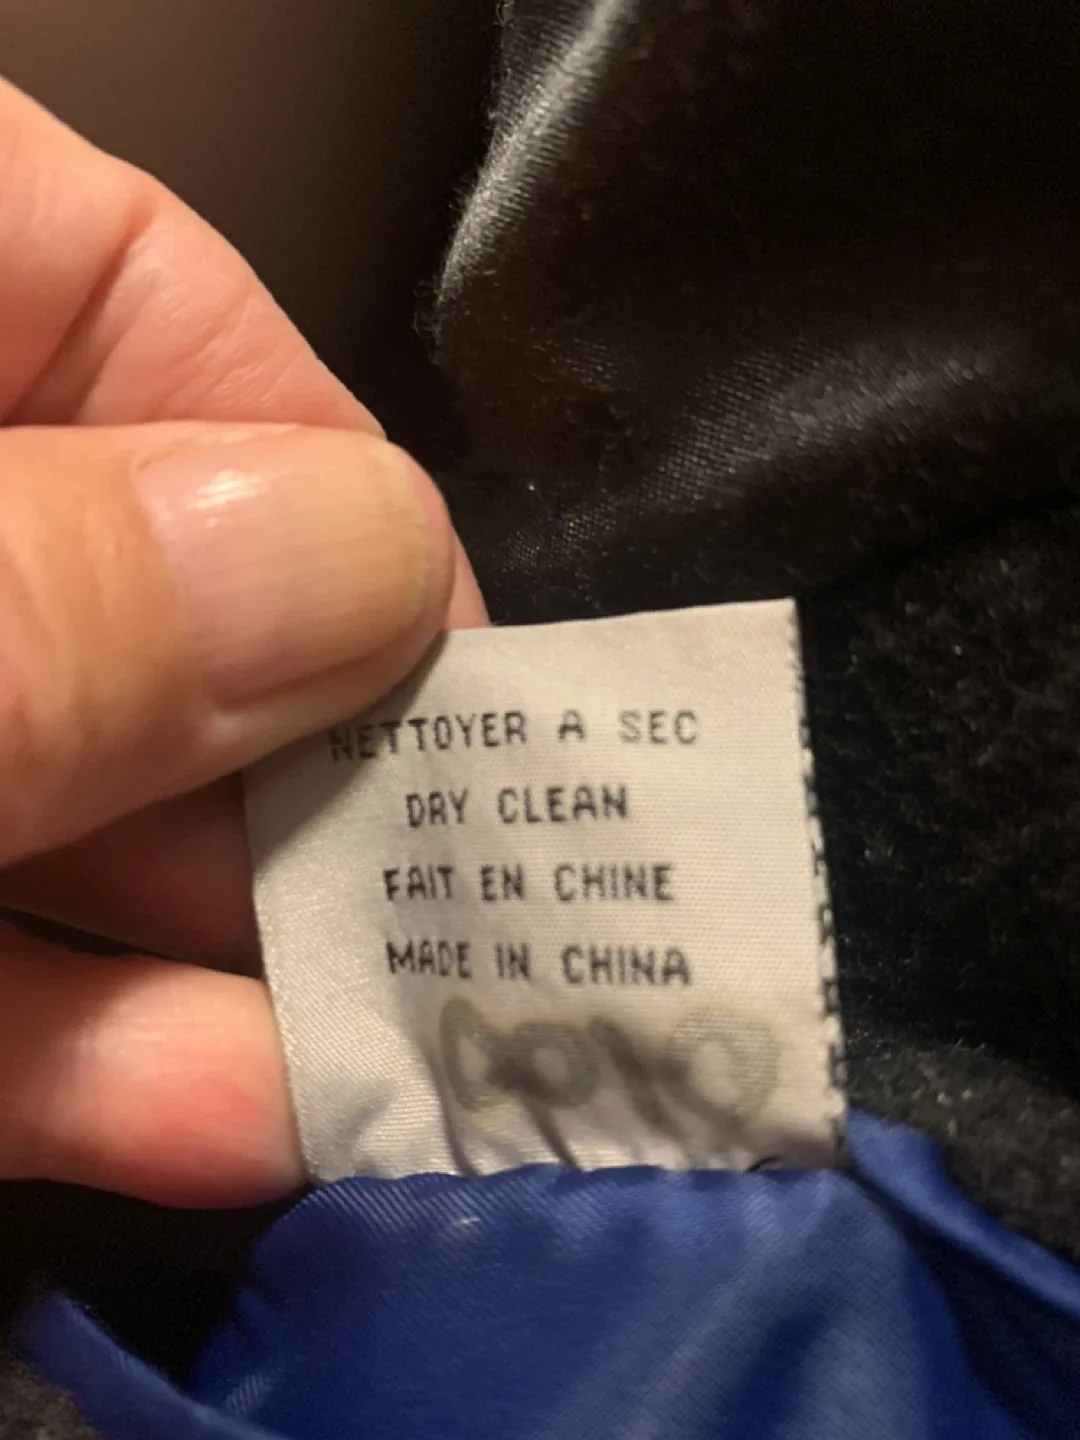 NETTOYER A SEC
DRY CLEAN
FAIT EN CHINE
MADE IN CHINA